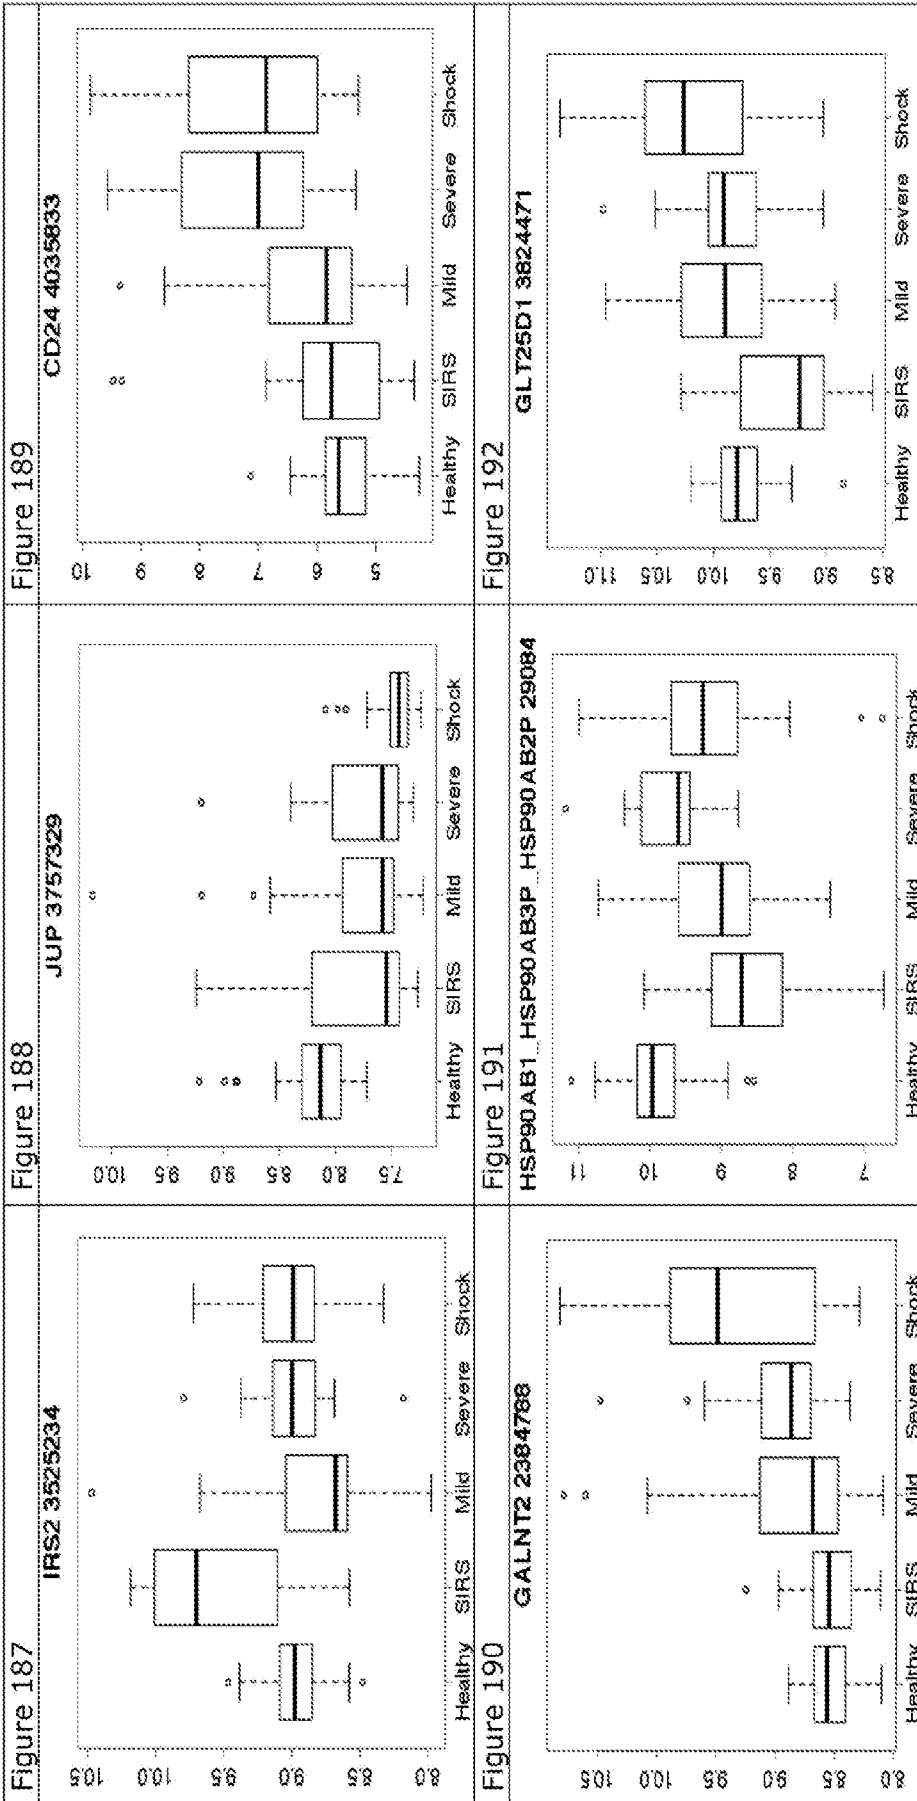 Figure 187
IRS2 3525234
10.5
10.0
9.5
9.0
8.5
8.0
Healthy SIRS Mild Severe Shock
Figure 188
JUP 3757329
10.0
9.5
9.0
8.5
8.0
7.5
Healthy SIRS Mild Severe Shock
Figure 189
CD24 4035833
10
9
8
7
6
5
Healthy SIRS Mild Severe Shock
Figure 190
GALNT2 2384788
10.5
10.0
9.5
9.0
8.5
8.0
Healthy SIRS Mild Severe Shock
Figure 191
HSP90AB1_HSP90AB3P_HSP90AB2P 29084
11
10
9
8
7
Healthy SIRS Mild Severe Shock
Figure 192
GLT25D1 3824471
11.0
10.5
10.0
9.5
9.0
8.5
Healthy SIRS Mild Severe Shock